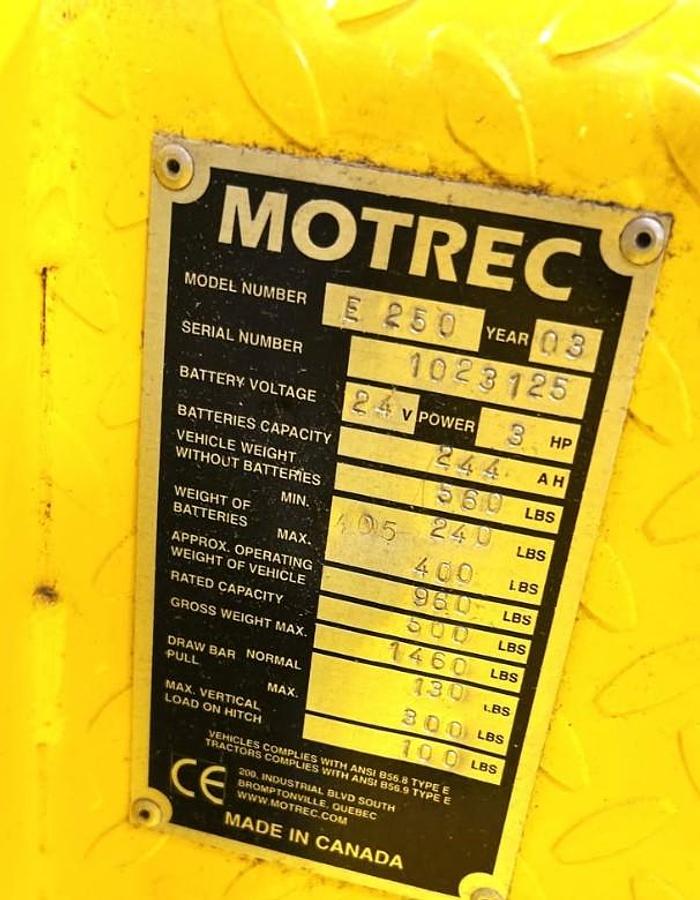 MOTREC
MODEL NUMBER E 250 YEAR 03
SERIAL NUMBER 1023125
BATTERY VOLTAGE 24 V POWER 3 HP
BATTERIES CAPACITY 244 AH
VEHICLE WEIGHT
WITHOUT BATTERIES 560 LBS
WEIGHT OF
BATTERIES
MIN. 240 LBS
MAX. 400 LBS
APPROX. OPERATING
WEIGHT OF VEHICLE 960 LBS
RATED CAPACITY 500 LBS
GROSS WEIGHT MAX. 1460 LBS
DRAW BAR
PULL
NORMAL 130 LBS
MAX. 300 LBS
MAX. VERTICAL
LOAD ON HITCH 100 LBS
VEHICLES COMPLIES WITH ANSI B56.8 TYPE E
TRACTORS COMPLIES WITH ANSI B56.9 TYPE E
CE
200, INDUSTRIAL BLVD SOUTH
BROMPTONVILLE, QUEBEC
WWW.MOTREC.COM
MADE IN CANADA